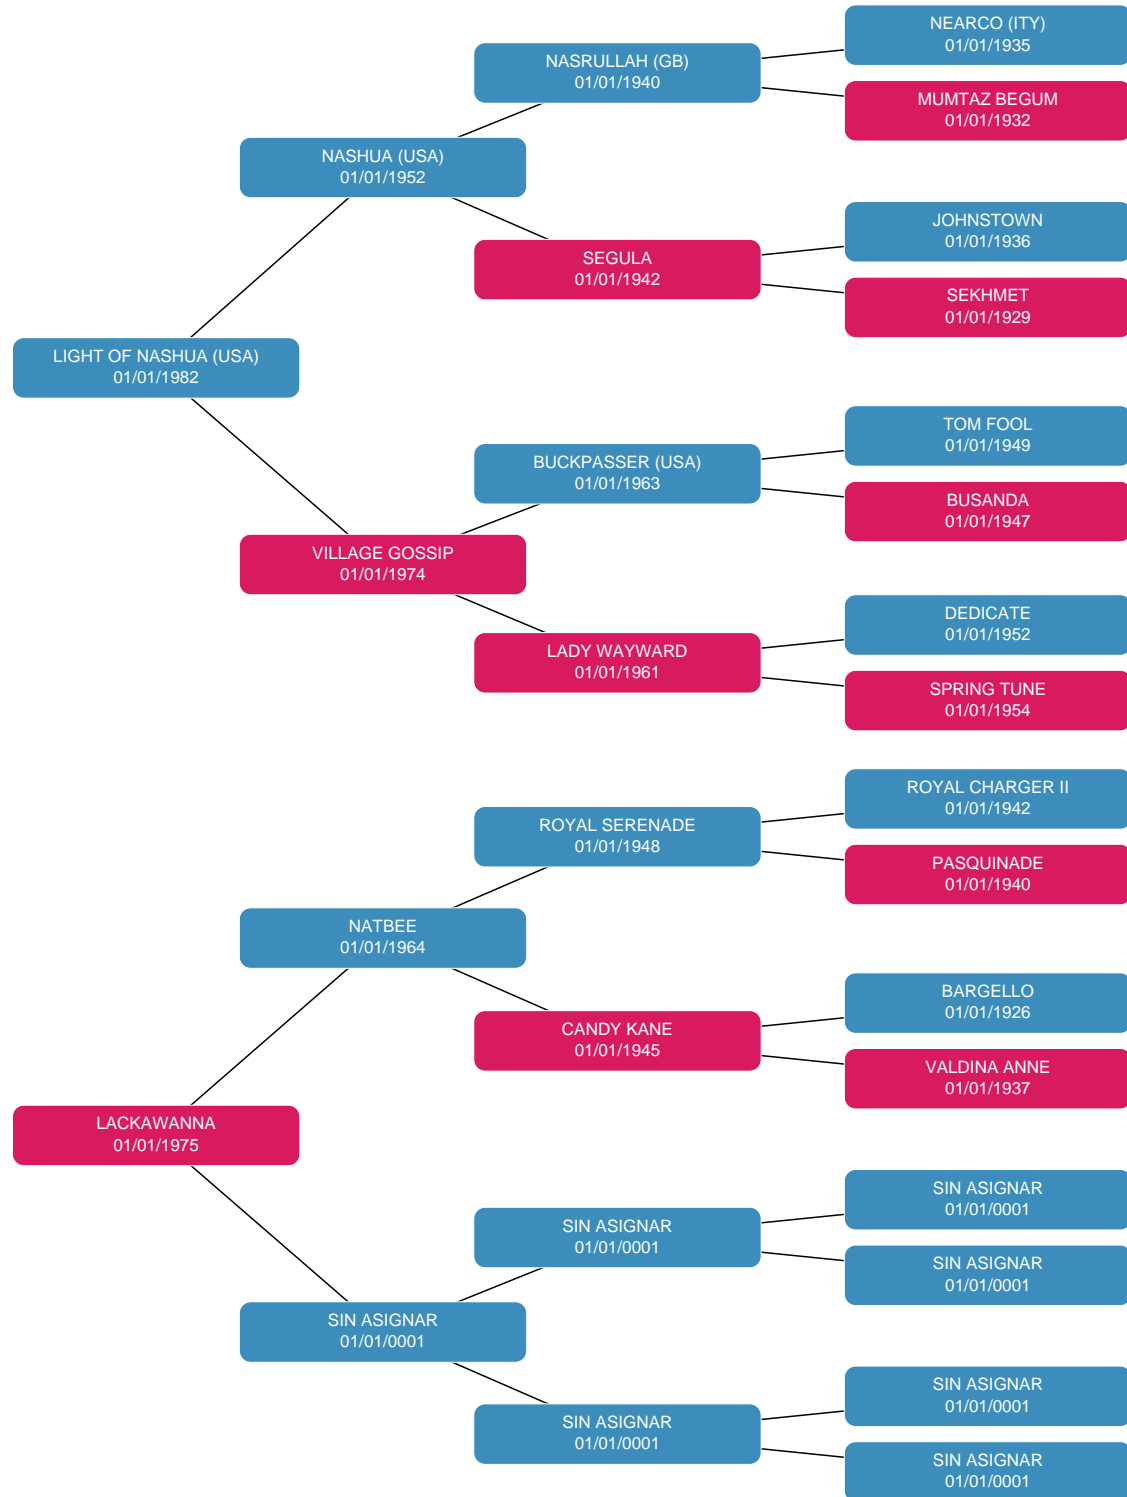 NEARCO (ITY)
01/01/1935
NASRULLAH (GB)
01/01/1940
MUMTAZ BEGUM
01/01/1932
NASHUA (USA)
01/01/1952
JOHNSTOWN
01/01/1936
SEGULA
01/01/1942
SEKHMET
01/01/1929
LIGHT OF NASHUA (USA)
01/01/1982
TOM FOOL
01/01/1949
BUCKPASSER (USA)
01/01/1963
BUSANDA
01/01/1947
VILLAGE GOSSIP
01/01/1974
DEDICATE
01/01/1952
LADY WAYWARD
01/01/1961
SPRING TUNE
01/01/1954
ROYAL CHARGER II
01/01/1942
ROYAL SERENADE
01/01/1948
PASQUINADE
01/01/1940
NATBEE
01/01/1964
BARGELLO
01/01/1926
CANDY KANE
01/01/1945
VALDINA ANNE
01/01/1937
LACKAWANNA
01/01/1975
SIN ASIGNAR
01/01/0001
SIN ASIGNAR
01/01/0001
SIN ASIGNAR
01/01/0001
SIN ASIGNAR
01/01/0001
SIN ASIGNAR
01/01/0001
SIN ASIGNAR
01/01/0001
SIN ASIGNAR
01/01/0001